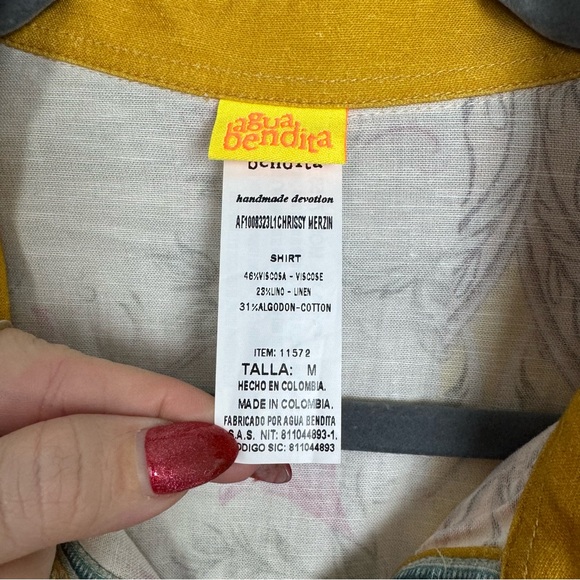 agua
bendita
bendita
handmade devotion
AF1008323L1CHRISSY MERZIN
SHIRT
46%VISCOSA - VISCOSE
23%LINO - LINEN
31%ALGODON-COTTON
ITEM: 11572
TALLA: M
HECHO EN COLOMBIA.
MADE IN COLOMBIA.
FABRICADO POR AGUA BENDITA
S.A.S. NIT: 811044893-1.
ODIGO SIC: 811044893